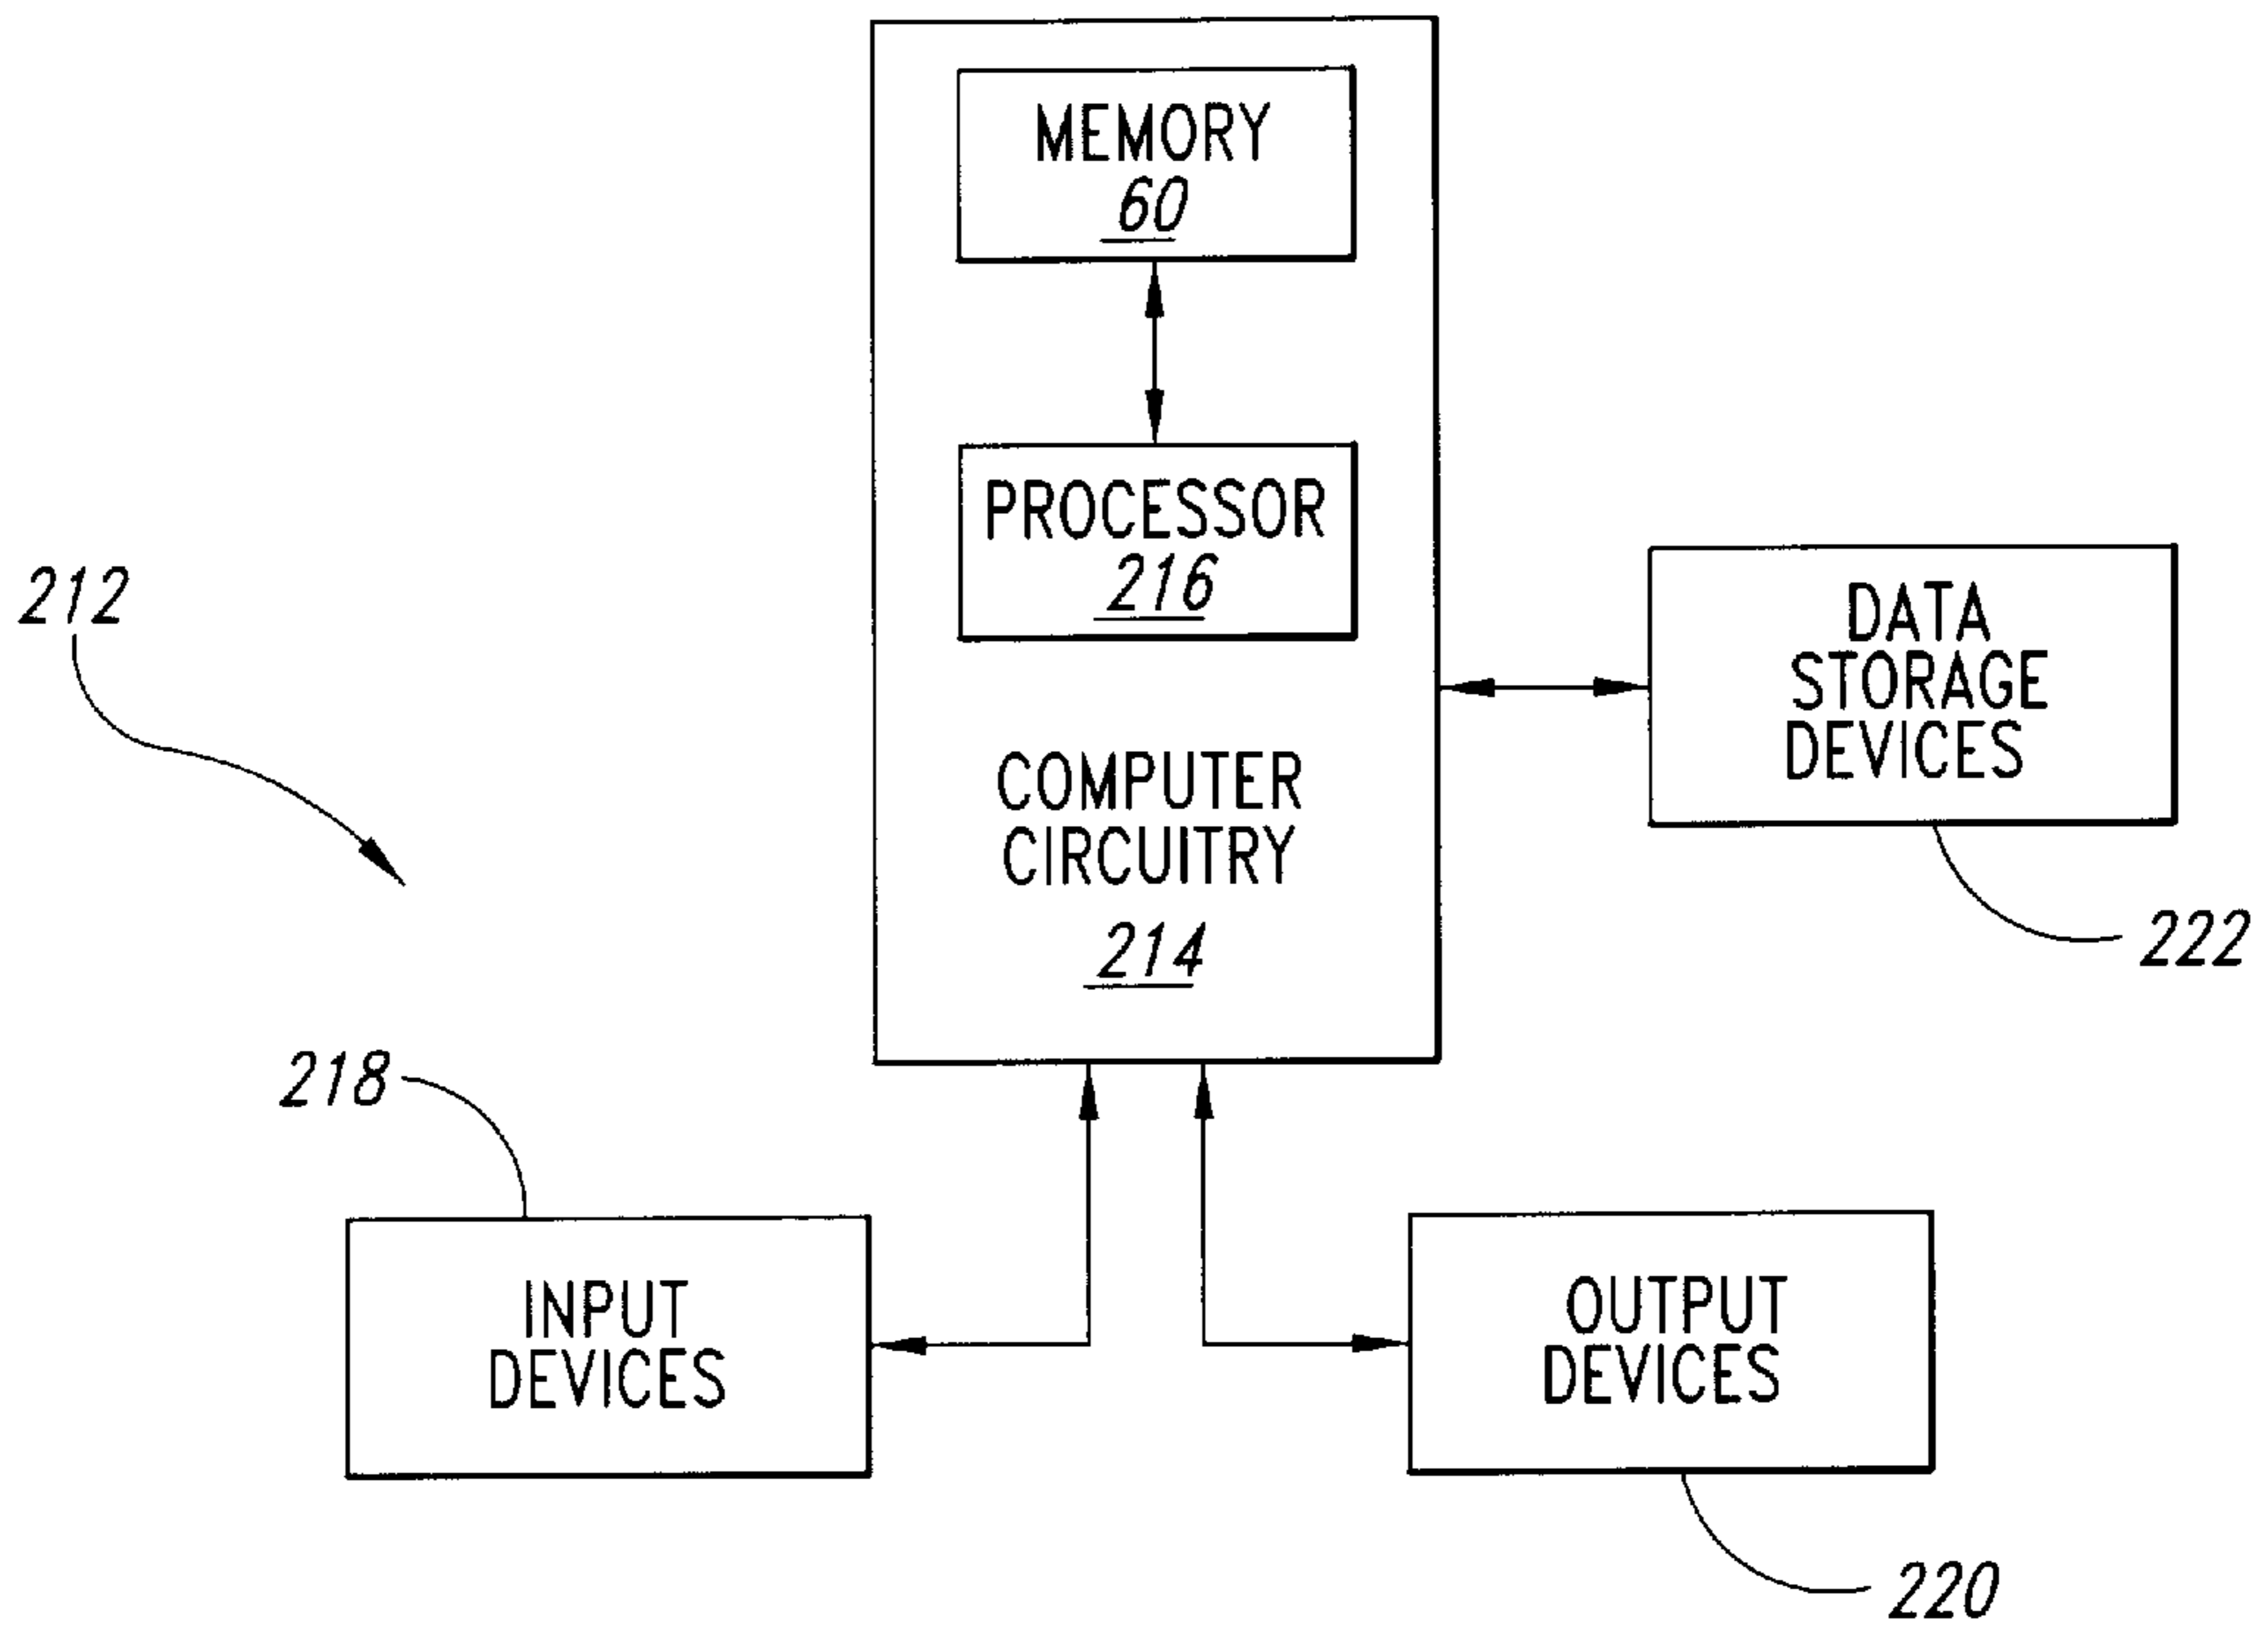 MEMORY
60
PROCESSOR
216
212
DATA
STORAGE
DEVICES
COMPUTER
CIRCUITRY
214
222
218
INPUT
DEVICES
OUTPUT
DEVICES
220